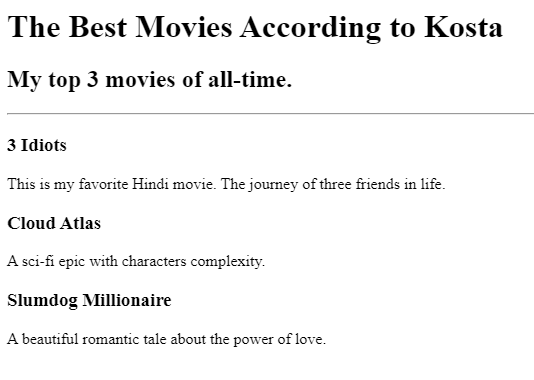 The Best Movies According to Kosta
My top 3 movies of all-time.
3 Idiots
This is my favorite Hindi movie. The journey of three friends in life.
Cloud Atlas
A sci-fi epic with characters complexity.
Slumdog Millionaire
A beautiful romantic tale about the power of love.